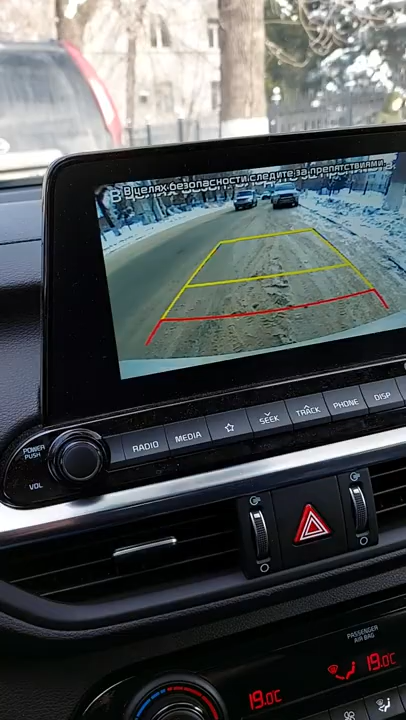 В целях безопасности следите за препятствиями.
POWER
PUSH
VOL
RADIO
MEDIA
SEEK
TRACK
PHONE
DISP
PASSENGER
AIR BAG
19.0C
19.0C